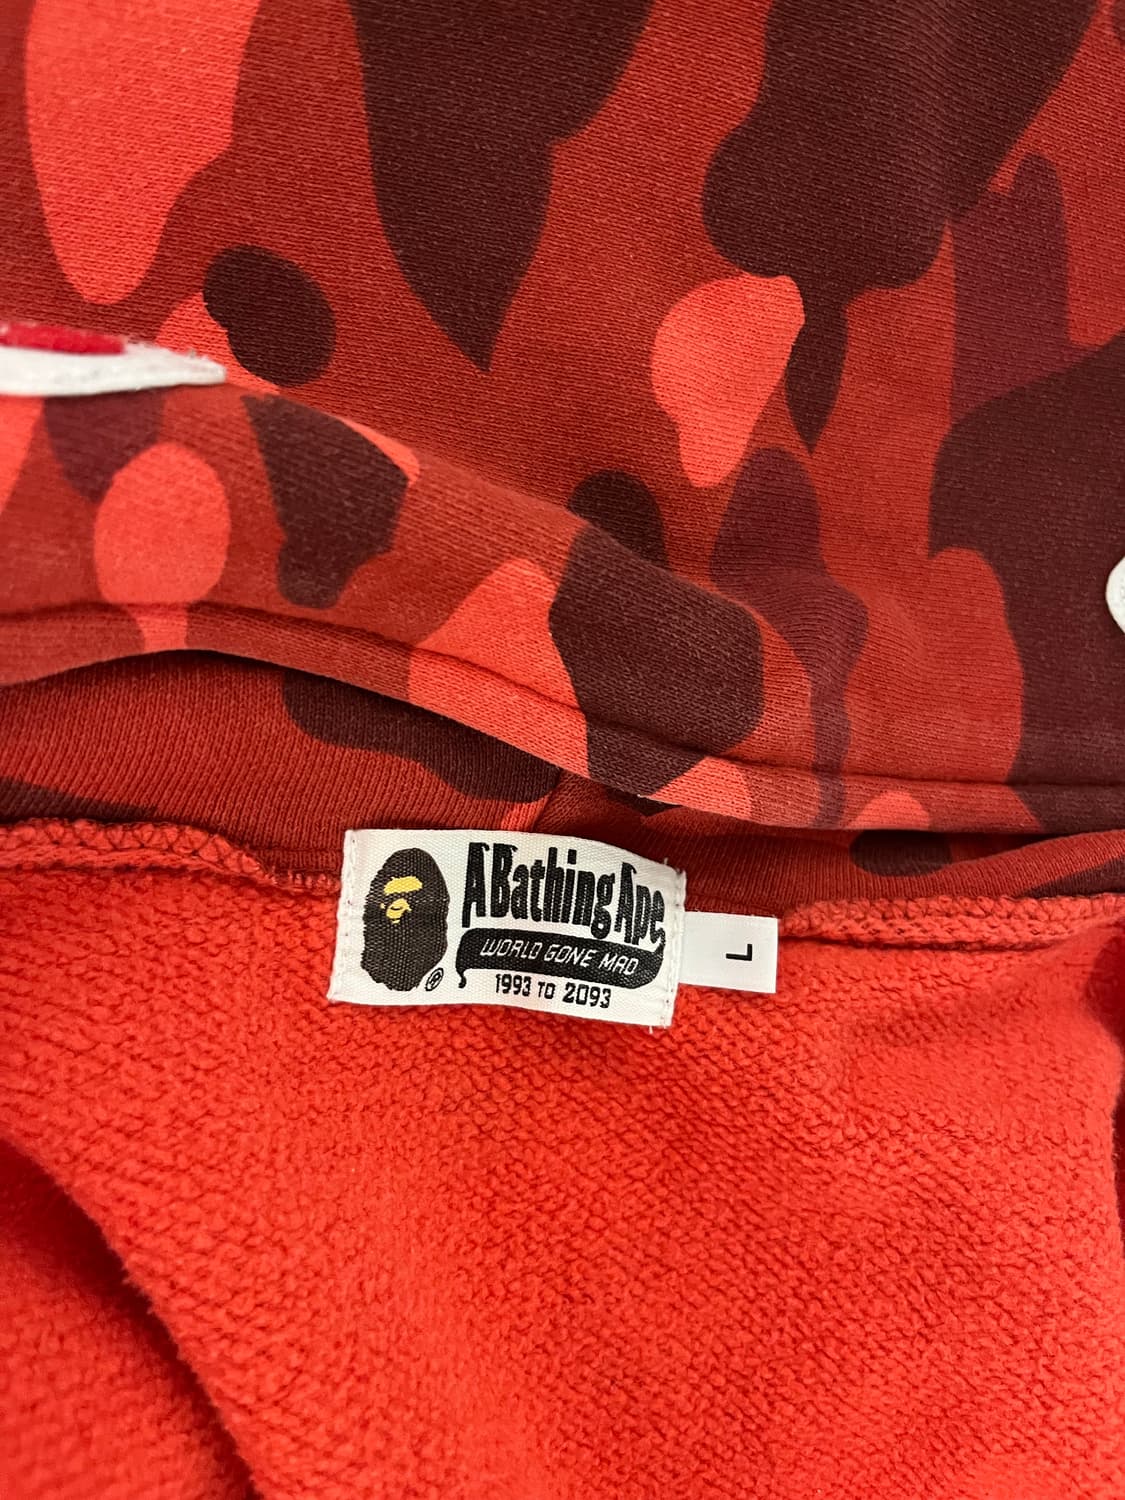 A Bathing Ape
WORLD GONE MAD
1993 TO 2093
®
L